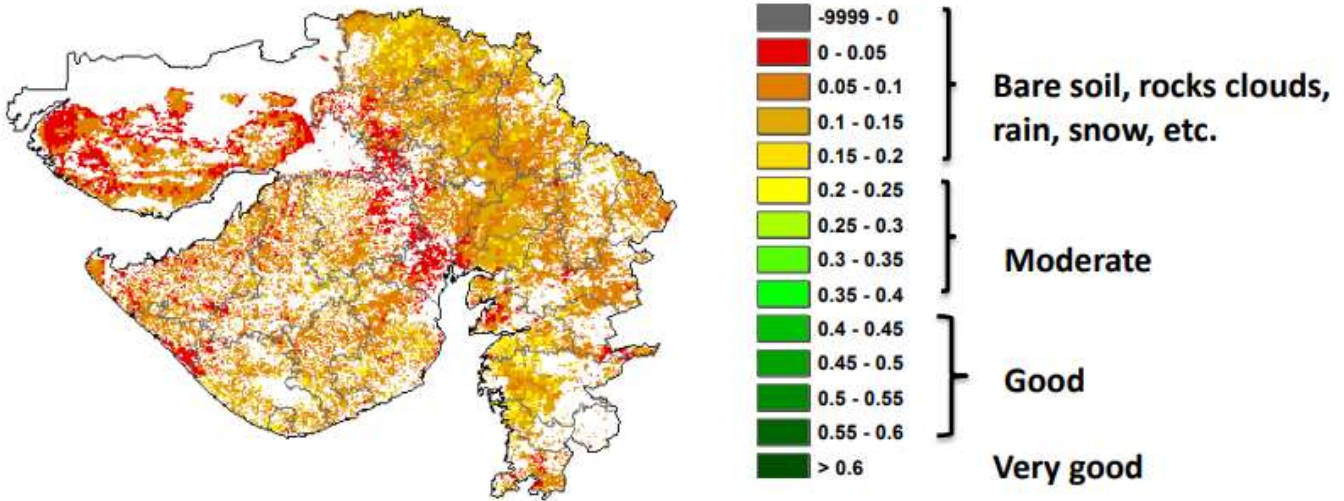 -9999 - 0
0 - 0.05
0.05 - 0.1
0.1 - 0.15
0.15 - 0.2
0.2 - 0.25
0.25 - 0.3
0.3 - 0.35
0.35 - 0.4
0.4 - 0.45
0.45 - 0.5
0.5 - 0.55
0.55 - 0.6
> 0.6
Bare soil, rocks clouds,
rain, snow, etc.
Moderate
Good
Very good